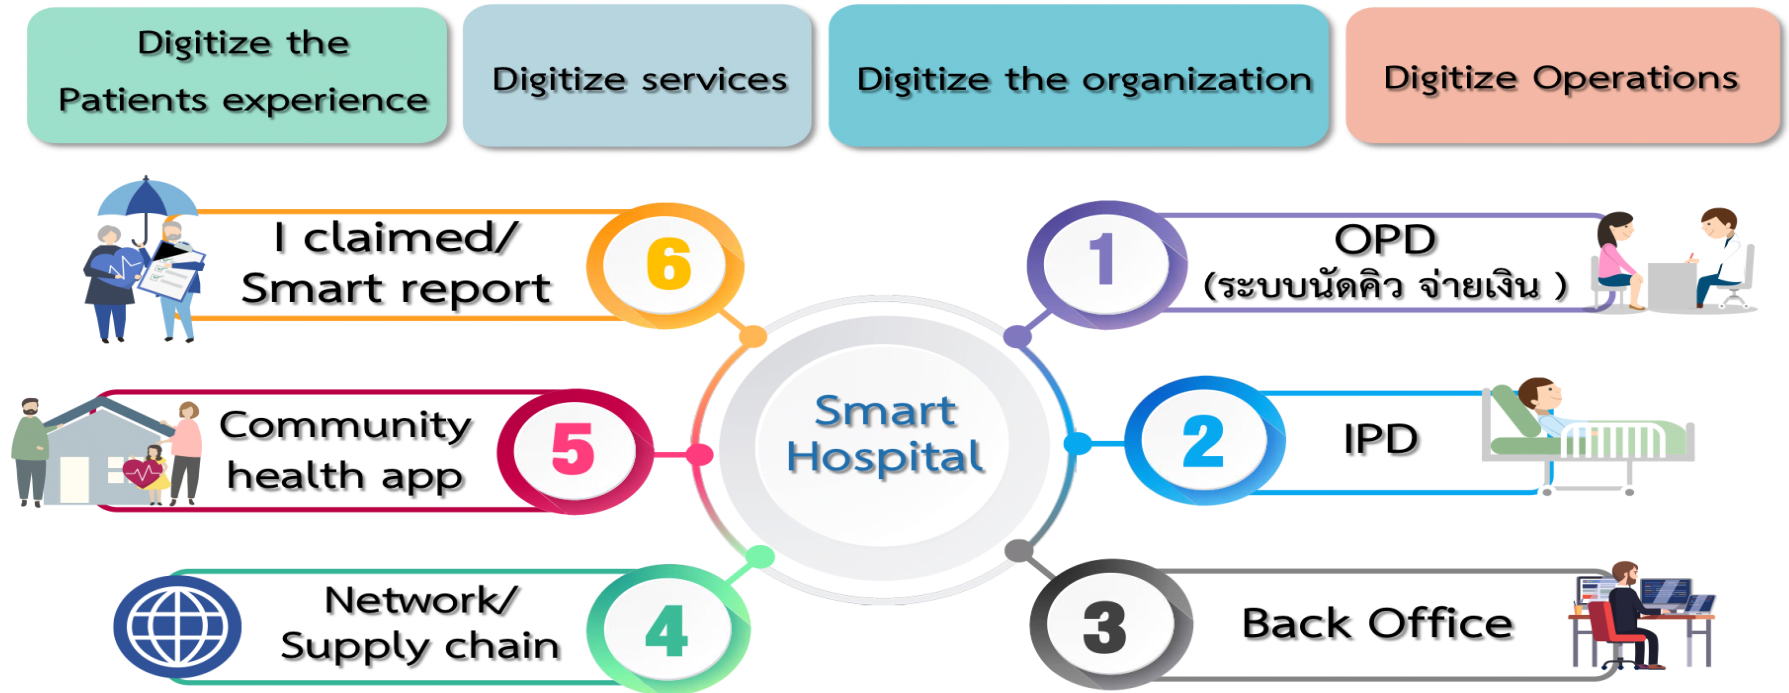 Digitize the
Patients experience
Digitize services
Digitize the organization
Digitize Operations
I claimed/
Smart report
6
1
OPD
(ระบบนัดคิว จ่ายเงิน )
Community
health app
5
Smart
Hospital
2
IPD
Network/
Supply chain
4
3
Back Office